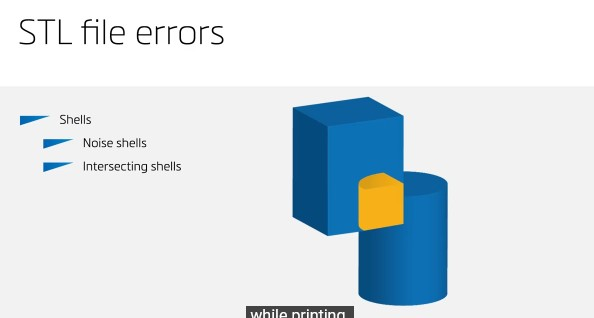 STL file errors
Shells
Noise shells
Intersecting shells
while printing